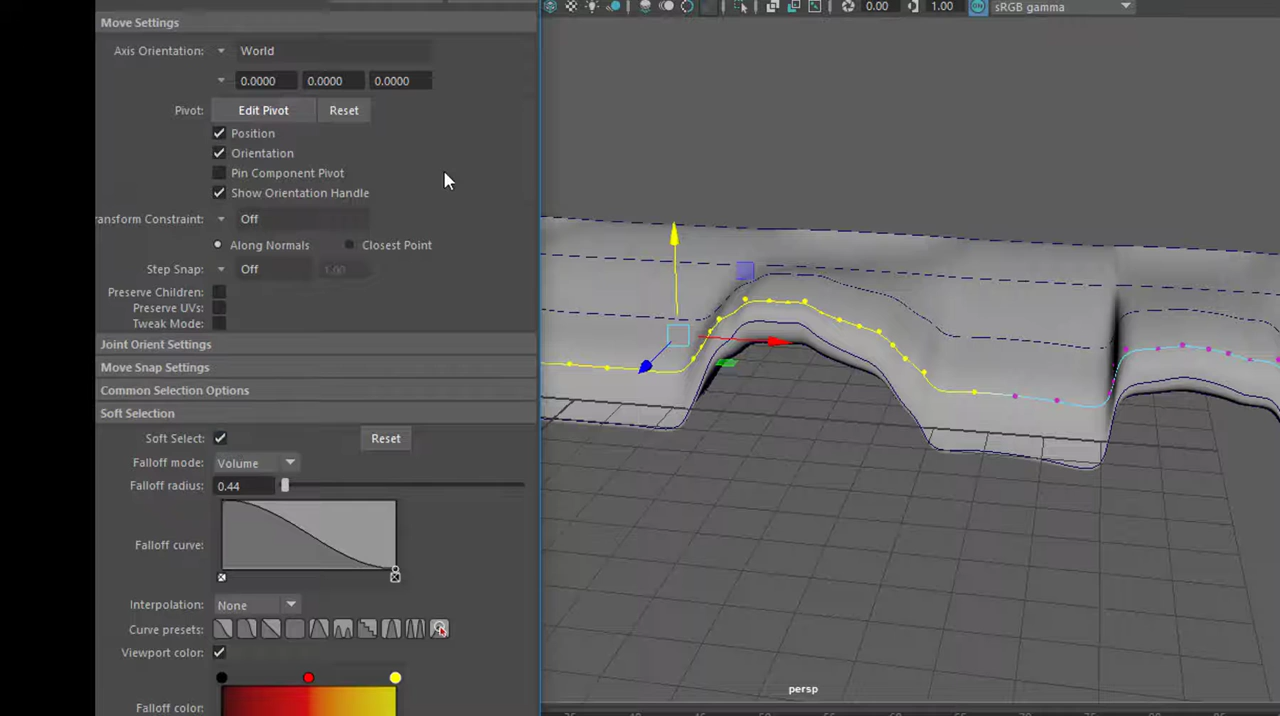 0.00 1.00 ON sRGB gamma
Move Settings
Axis Orientation: World
0.0000 0.0000 0.0000
Pivot: Edit Pivot Reset
Position
Orientation
Pin Component Pivot
Show Orientation Handle
ransform Constraint: Off
Along Normals Closest Point
Step Snap: Off 1.00
Preserve Children:
Preserve UVs:
Tweak Mode:
Joint Orient Settings
Move Snap Settings
Common Selection Options
Soft Selection
Soft Select: Reset
Falloff mode: Volume
Falloff radius: 0.44
Falloff curve:
Interpolation: None
Curve presets:
Viewport color:
Falloff color:
persp